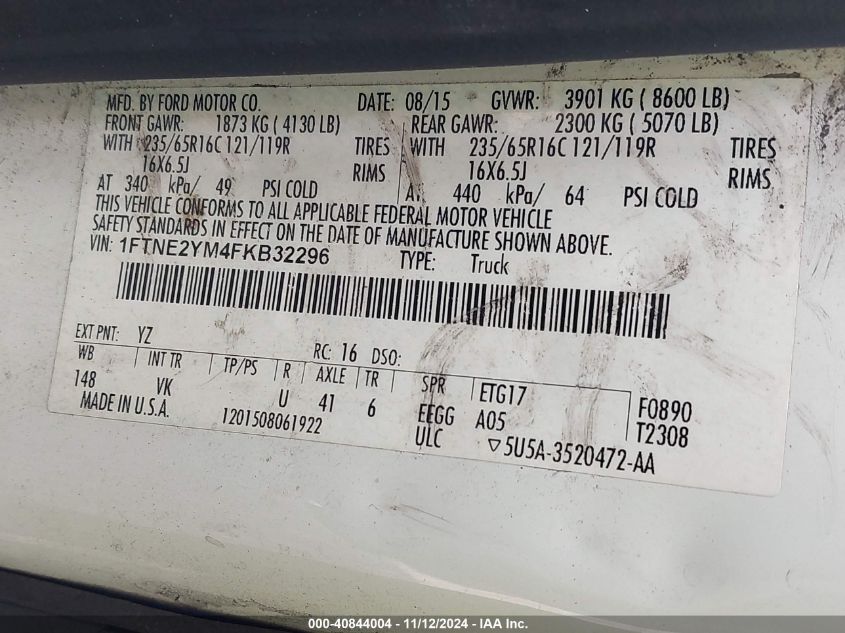 MFD. BY FORD MOTOR CO. DATE: 08/15 GVWR: 3901 KG ( 8600 LB)
FRONT GAWR: 1873 KG ( 4130 LB) REAR GAWR: 2300 KG ( 5070 LB)
WITH 235/65R16C 121/119R TIRES WITH 235/65R16C 121/119R TIRES
16X6.5J RIMS 16X6.5J RIMS
AT 340 kPa/ 49 PSI COLD AT 440 kPa/ 64 PSI COLD
THIS VEHICLE CONFORMS TO ALL APPLICABLE FEDERAL MOTOR VEHICLE
SAFETY STANDARDS IN EFFECT ON THE DATE OF MANUFACTURE SHOWN ABOVE.
VIN: 1FTNE2YM4FKB32296 TYPE: Truck
EXT PNT: YZ RC: 16 DSO:
WB INT TR TP/PS R AXLE TR SPR ETG17 F0890
148 VK U 41 6 EEGG A05 T2308
MADE IN U.S.A. 1201508061922 ULC ▽5U5A-3520472-AA
000-40844004 - 11/12/2024 - IAA Inc.